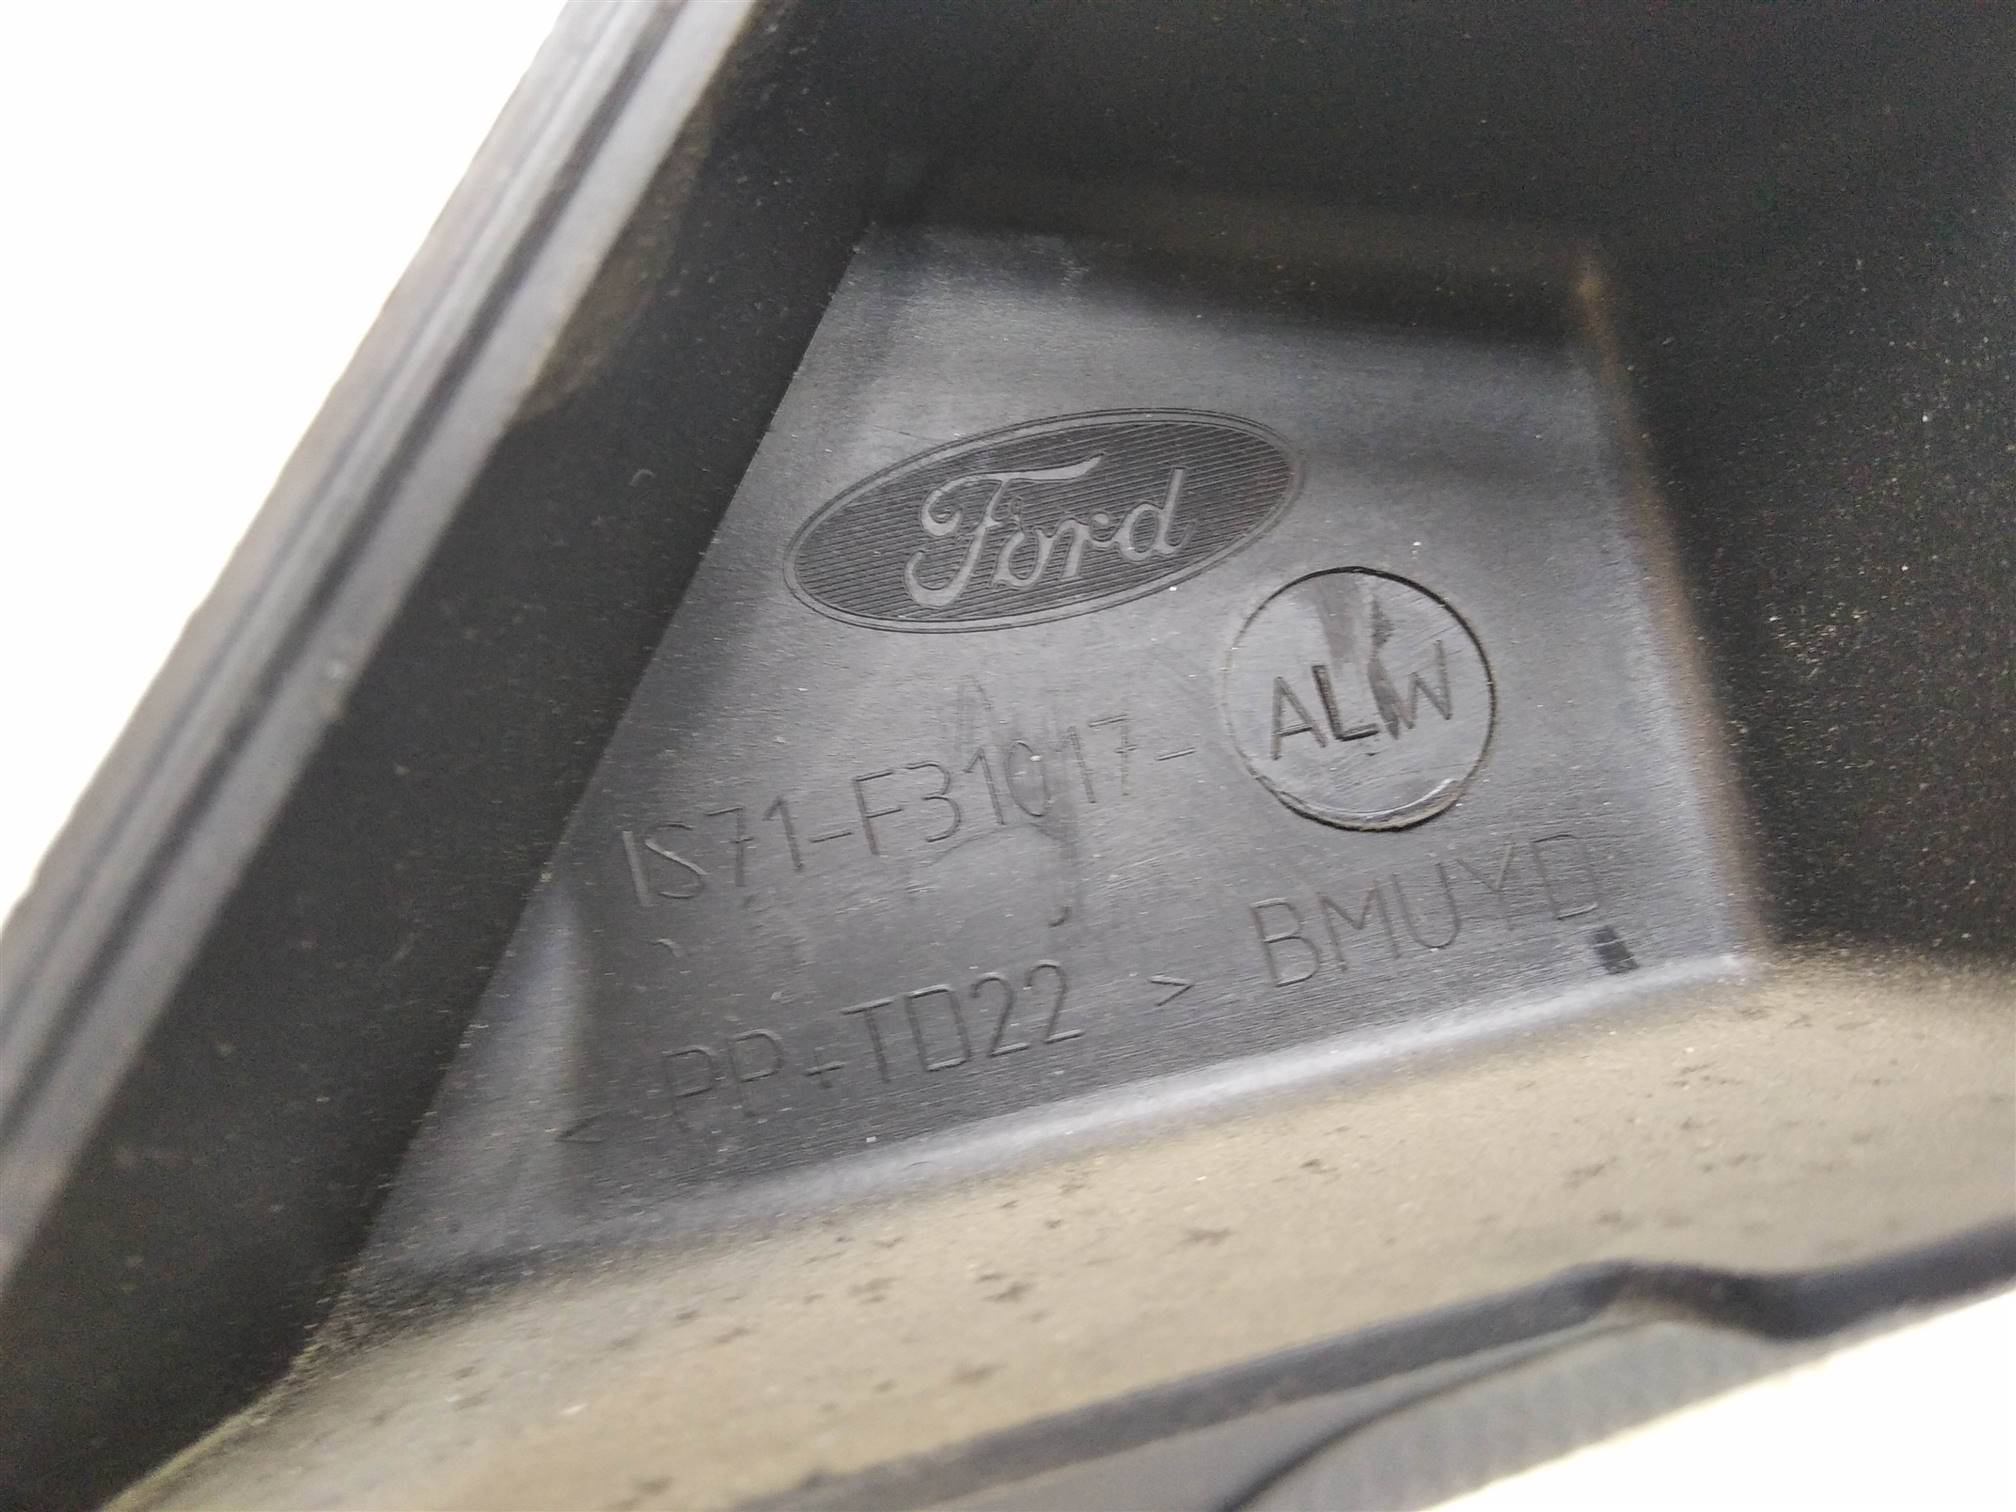 Ford
1S71-F31017-
ALW
< PP+TD22 > BMUYD